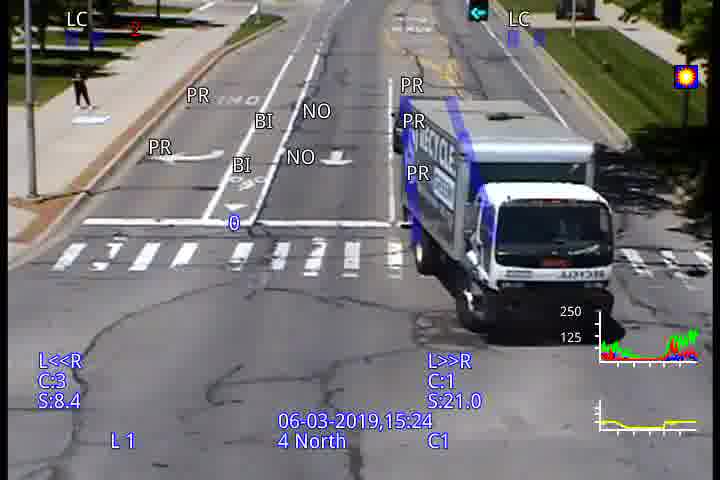 LC
2
LC
PR
PR
NO
BI
PR
PR
NO
BI
PR
0
RECYCLE
250
125
L<<R
C:3
S:8.4
L>>R
C:1
S:21.0
06-03-2019,15:24
4 North
L 1
C1